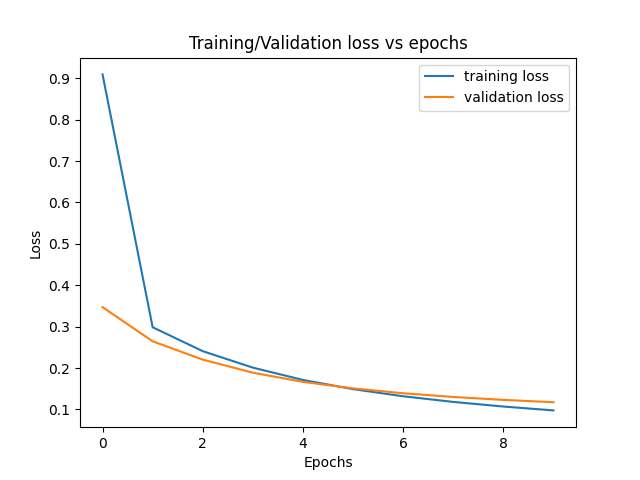 Training/Validation loss vs epochs
training loss
validation loss
0.9
0.8
0.7
0.6
0.5
0.4
0.3
0.2
0.1
Loss
0 2 4 6 8
Epochs